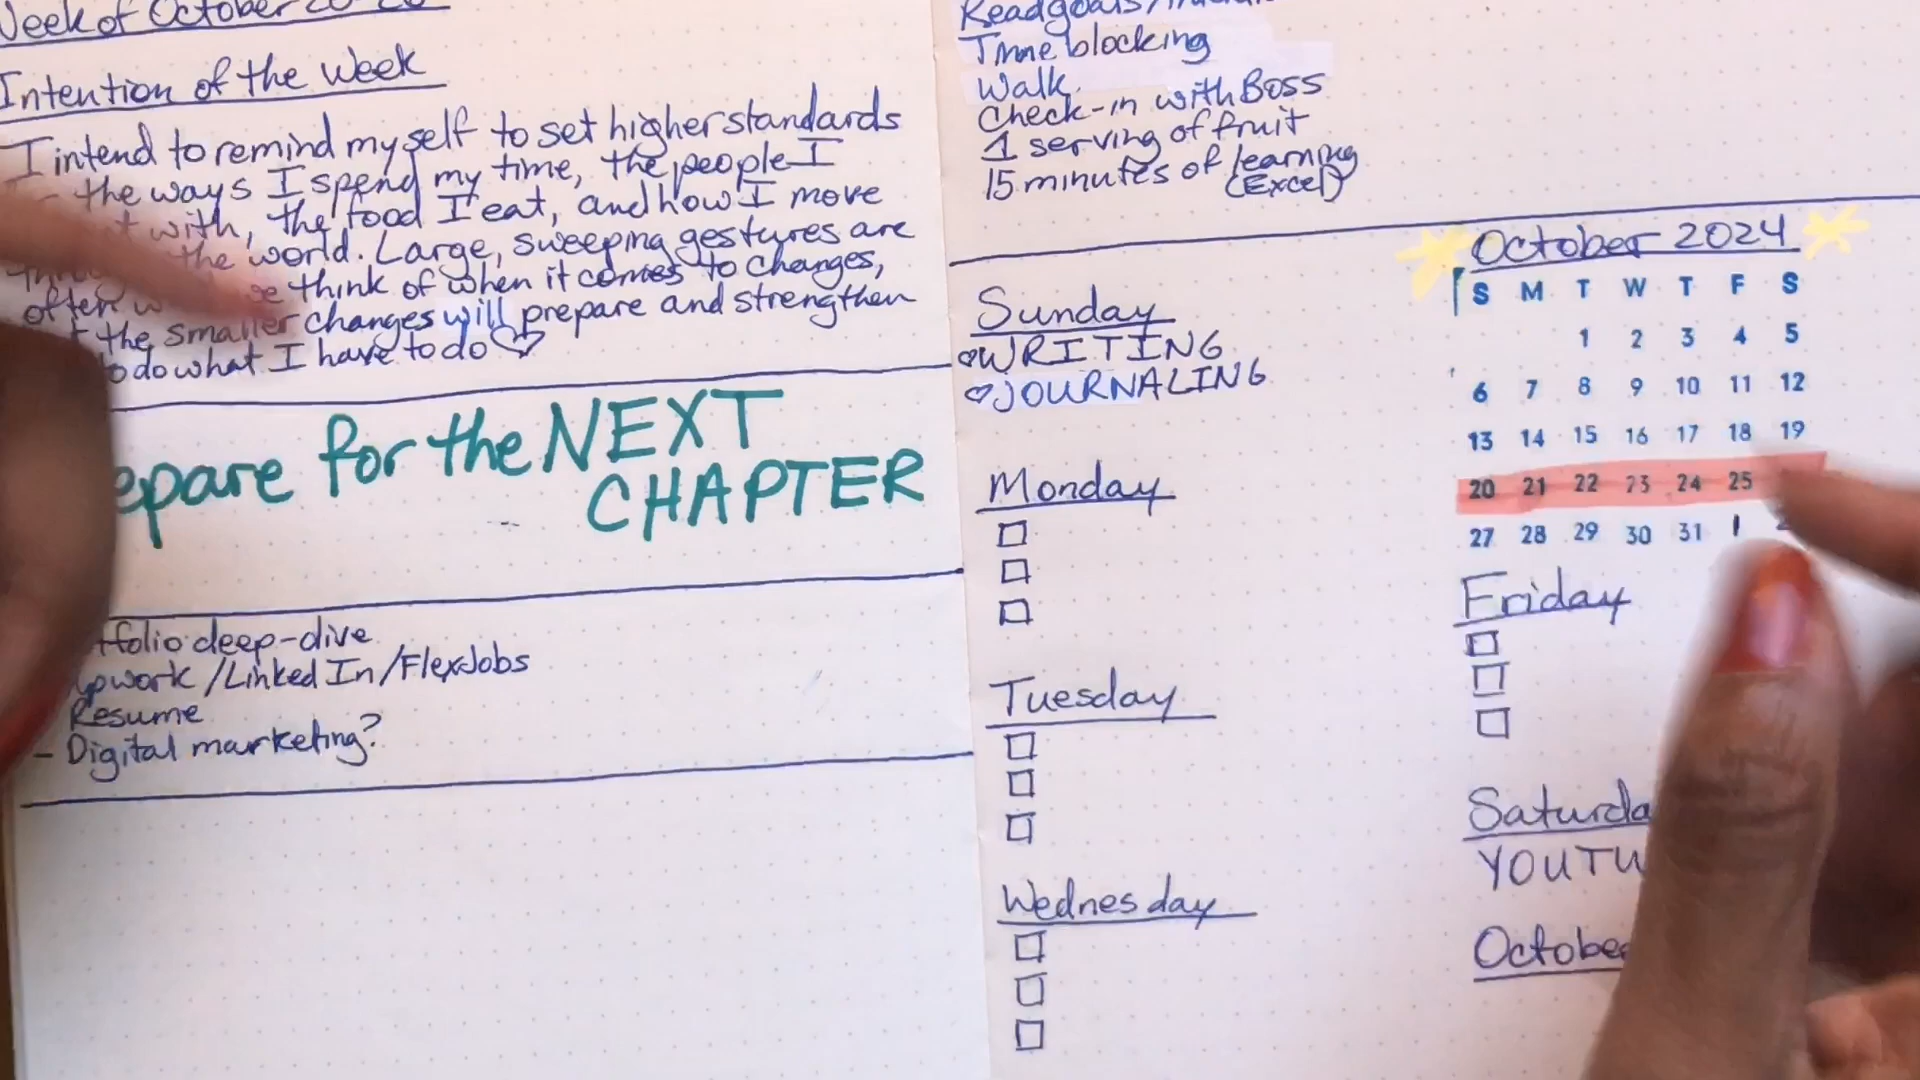 Week of October 20-26
Intention of the Week
I intend to remind myself to set higher standards
the ways I spend my time, the people I
with, the food I eat, and how I move
the world. Large, sweeping gestures are
often think of when it comes to changes,
the smaller changes will prepare and strengthen
to do what I have to do
for the NEXT
CHAPTER
deep-dive
/LinkedIn/FlexJobs
Resume
- Digital marketing?
Read goals
Time blocking
Walk
Check-in with Boss
1 serving of fruit
15 minutes of learning
(Excel)
Sunday
WRITING
JOURNALING
Monday
Tuesday
Wednesday
October 2024
S M T W T F S
1 2 3 4 5
6 7 8 9 10 11 12
13 14 15 16 17 18 19
20 21 22 23 24 25
27 28 29 30 31 1
Friday
October